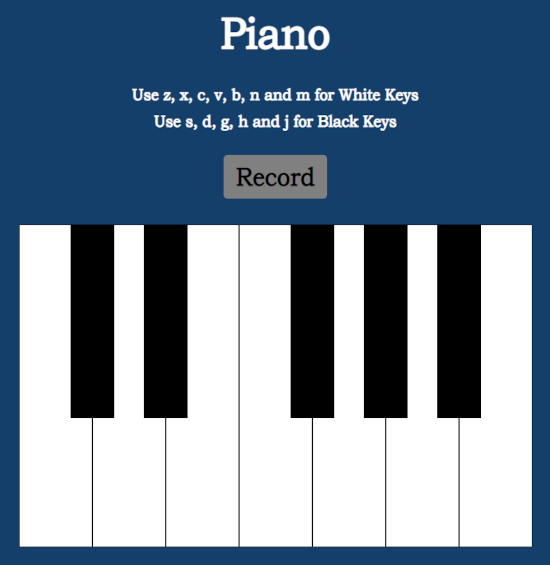 Piano
Use z, x, c, v, b, n and m for White Keys
Use s, d, g, h and j for Black Keys
Record